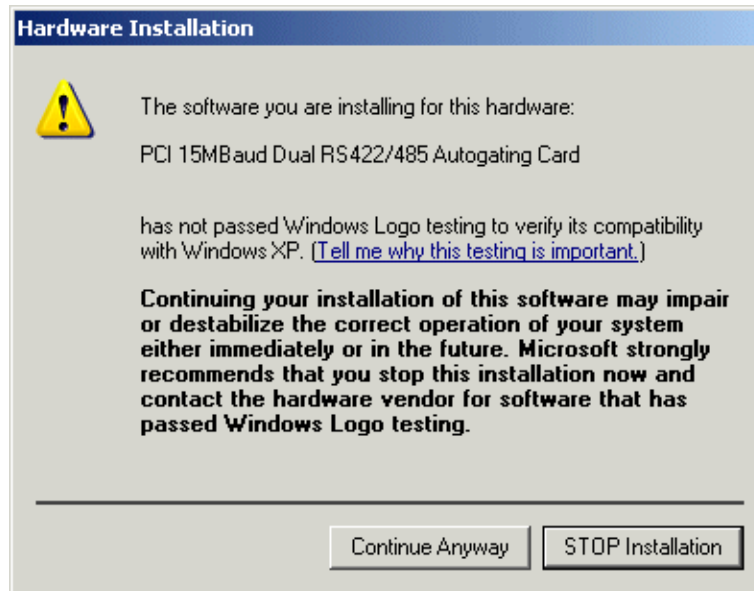 Hardware Installation
The software you are installing for this hardware:
PCI 15MBaud Dual RS422/485 Autogating Card
has not passed Windows Logo testing to verify its compatibility
with Windows XP. (Tell me why this testing is important.)
Continuing your installation of this software may impair
or destabilize the correct operation of your system
either immediately or in the future. Microsoft strongly
recommends that you stop this installation now and
contact the hardware vendor for software that has
passed Windows Logo testing.
Continue Anyway
STOP Installation